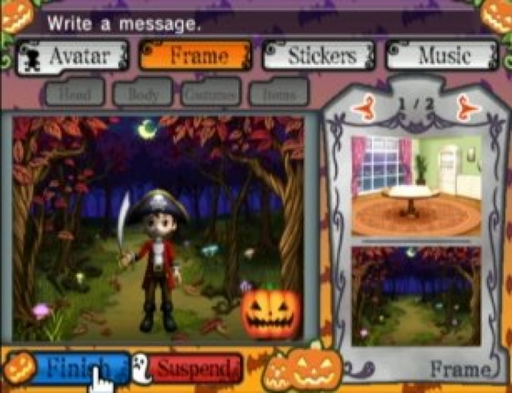 Write a message.
Avatar Frame Stickers Music
Head Body Costumes Items
1 / 2
Finish Suspend
Frame